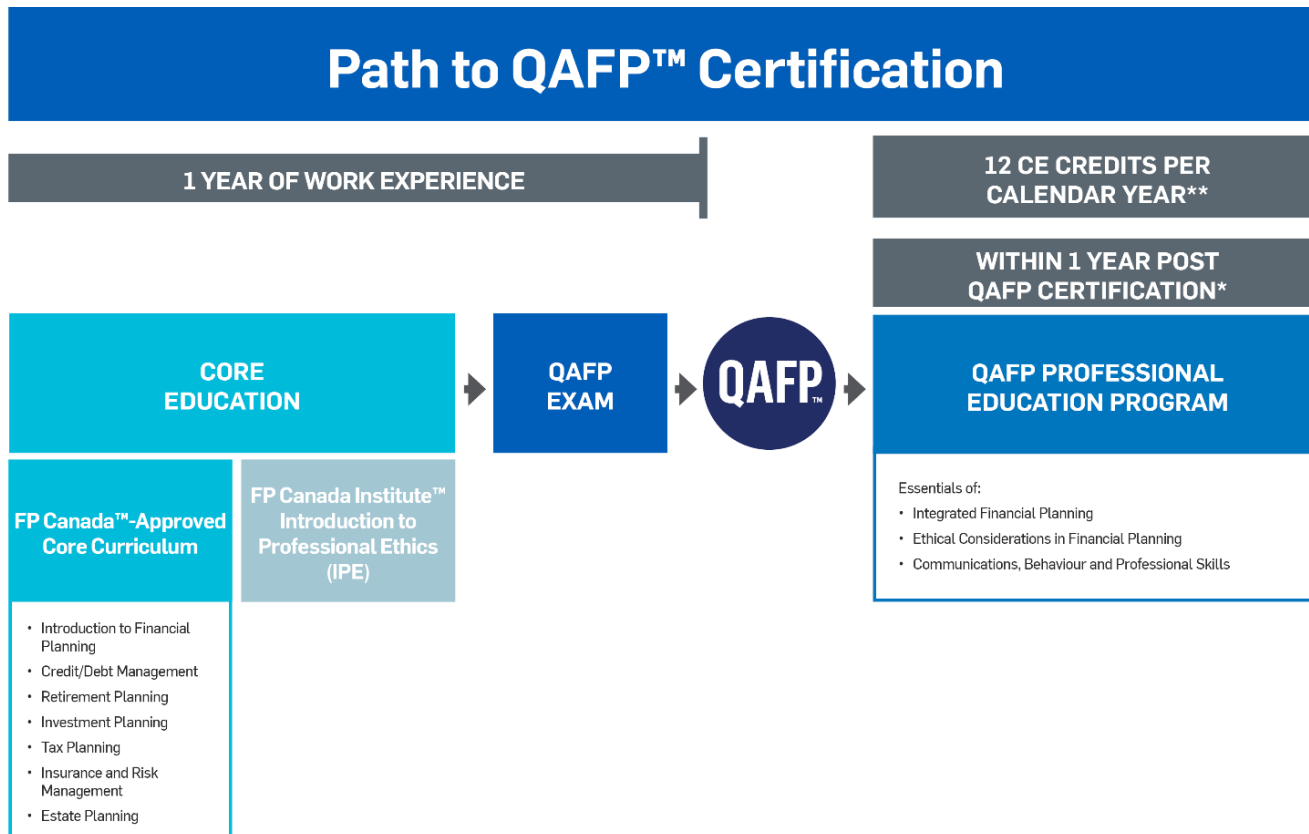 Path to QAFP™ Certification
1 YEAR OF WORK EXPERIENCE
12 CE CREDITS PER
CALENDAR YEAR**
WITHIN 1 YEAR POST
QAFP CERTIFICATION*
CORE
EDUCATION
QAFP
EXAM
QAFP™
QAFP PROFESSIONAL
EDUCATION PROGRAM
FP Canada™-Approved
Core Curriculum
FP Canada Institute™
Introduction to
Professional Ethics
(IPE)
Essentials of:
• Integrated Financial Planning
• Ethical Considerations in Financial Planning
• Communications, Behaviour and Professional Skills
• Introduction to Financial
Planning
• Credit/Debt Management
• Retirement Planning
• Investment Planning
• Tax Planning
• Insurance and Risk
Management
• Estate Planning